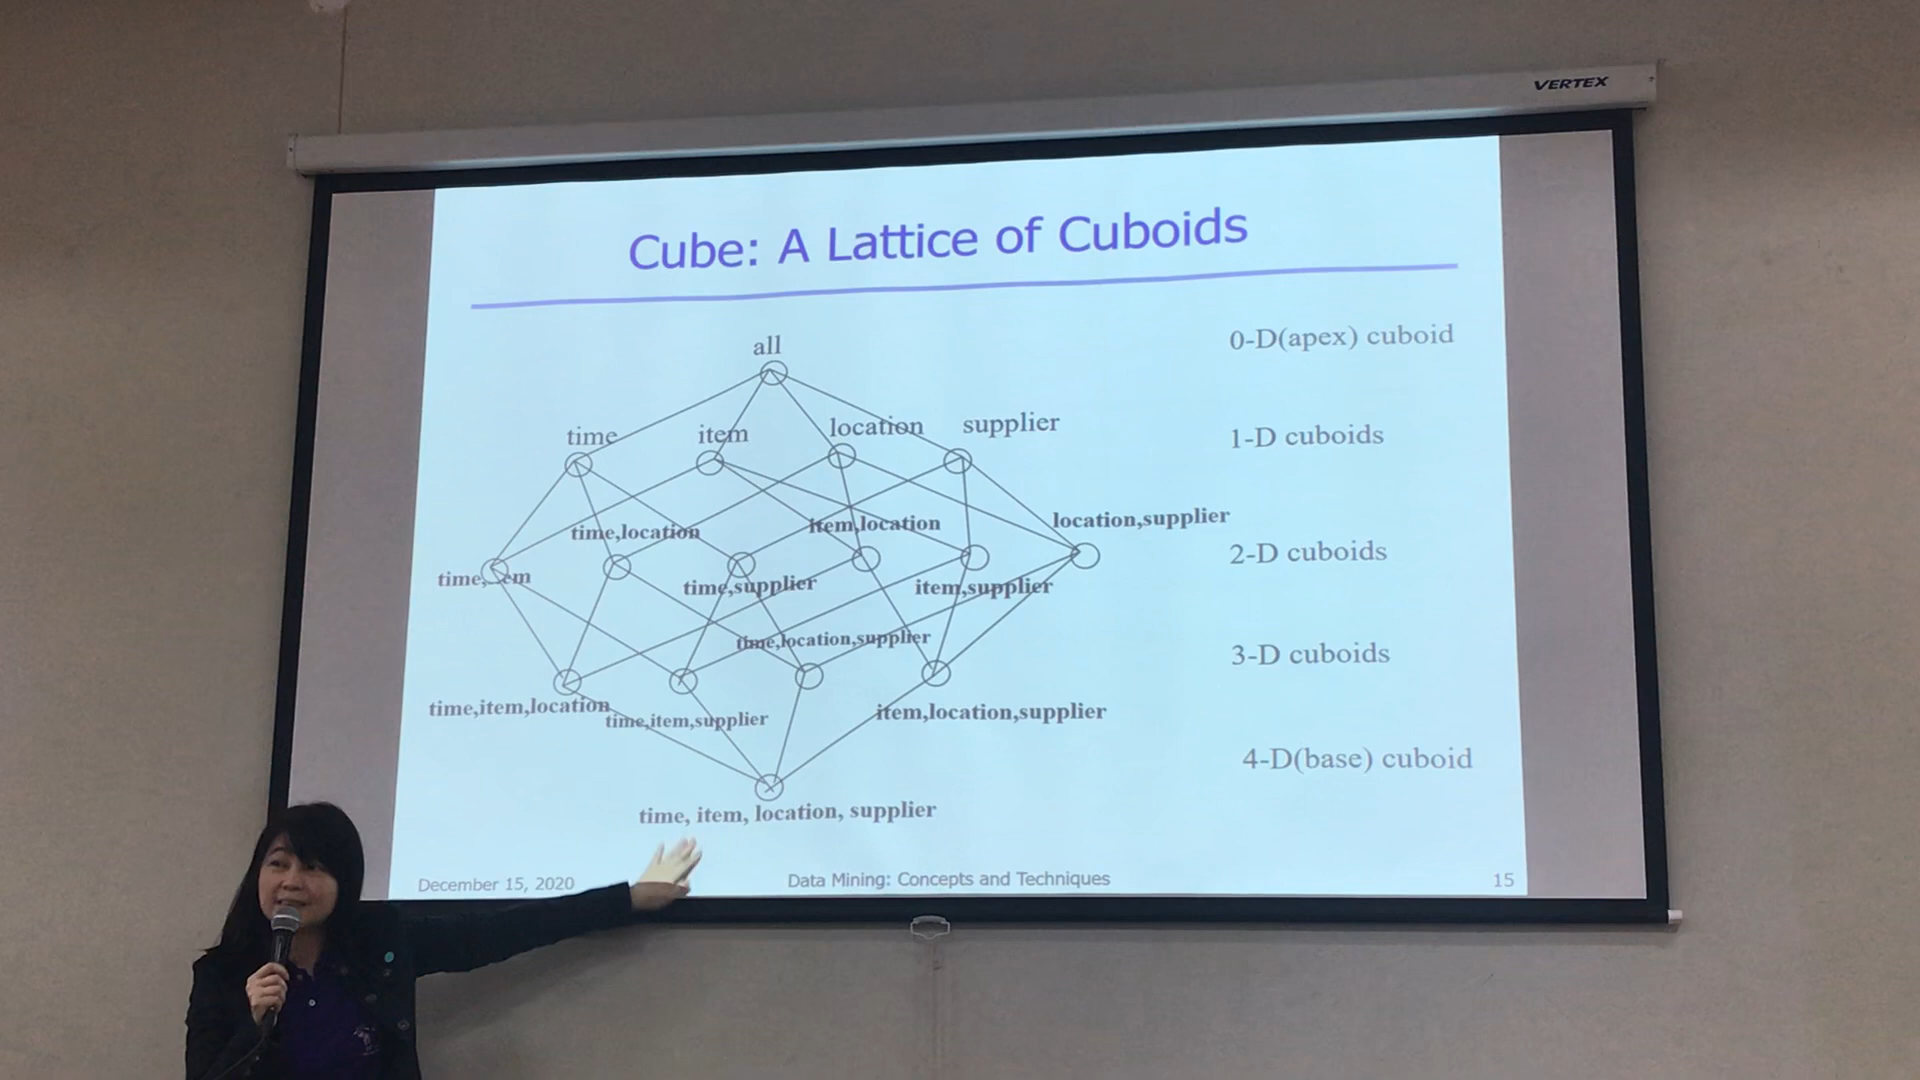 VERTEX
Cube: A Lattice of Cuboids
all
0-D(apex) cuboid
time item location supplier
1-D cuboids
time,location item,location location,supplier
2-D cuboids
time,supplier item,supplier
time,location,supplier
3-D cuboids
time,item,location
time,item,supplier
item,location,supplier
4-D(base) cuboid
time, item, location, supplier
December 15, 2020 Data Mining: Concepts and Techniques 15